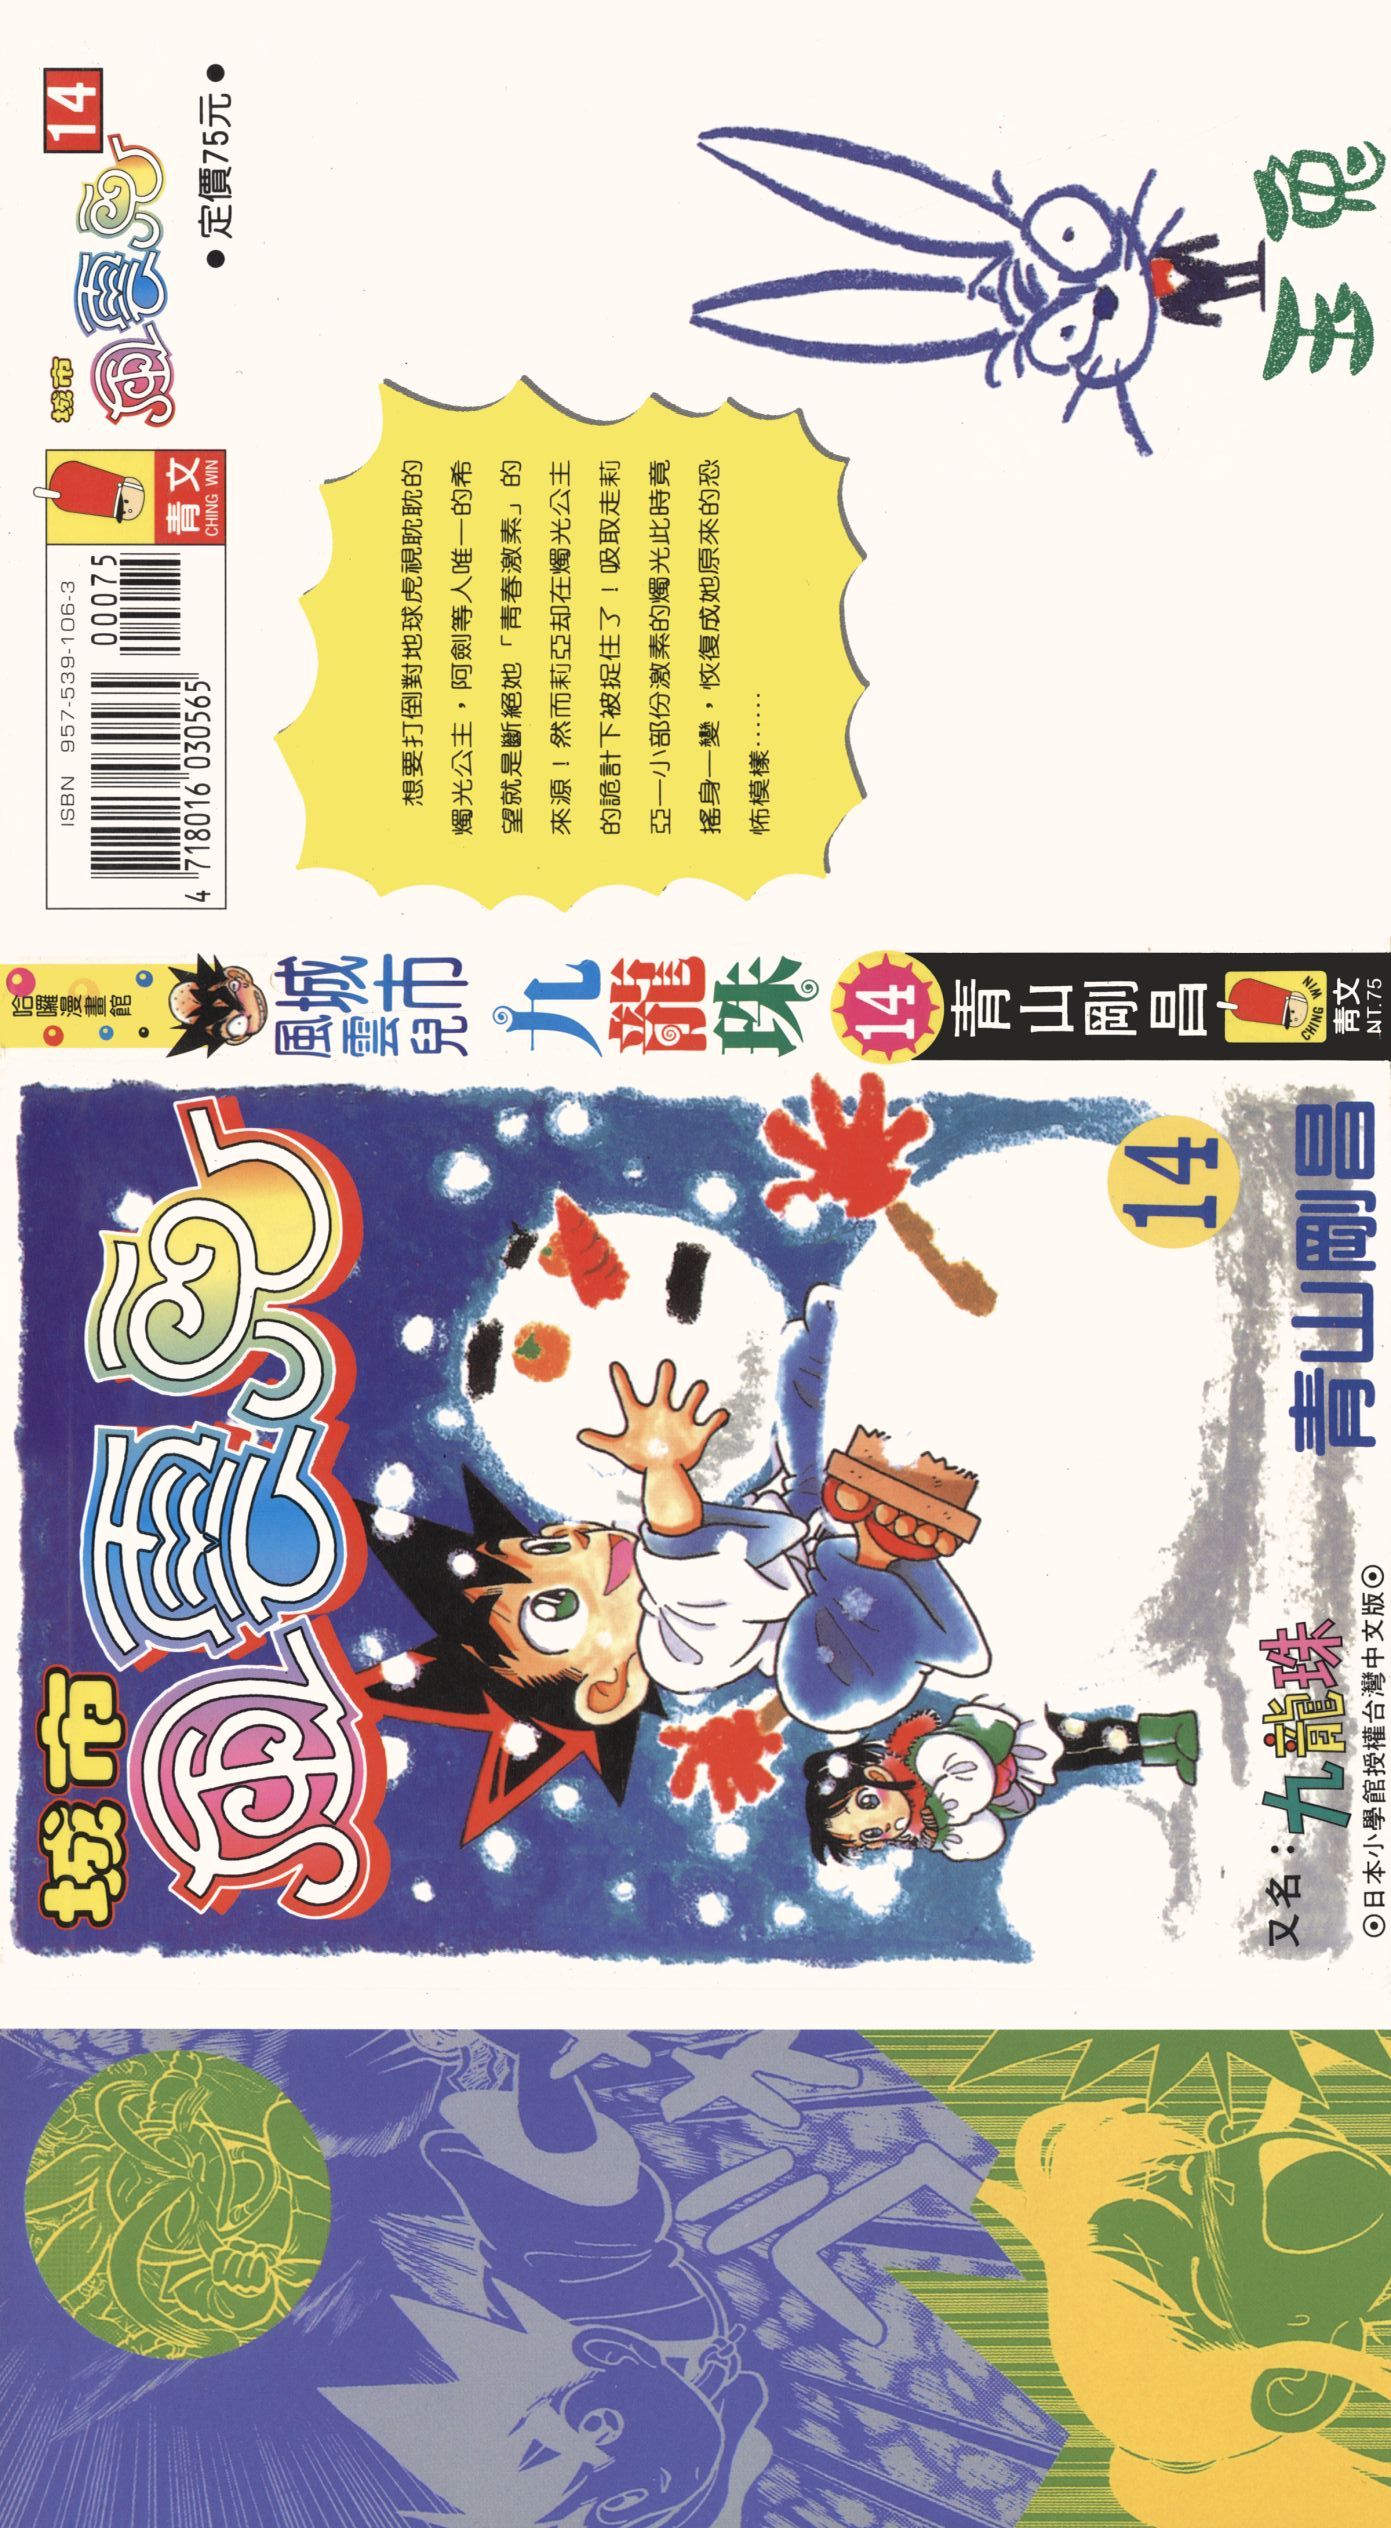 14
城市
風雲兒
●定價75元●
青文
CHING WIN
ISBN 957-539-106-3
00075
4 718016 030565
想要打倒對地球虎視眈眈的
燭光公主，阿劍等人唯一的希
望就是斷絕她「青春激素」的
來源！然而莉亞却在燭光公主
的詭計下被捉住了！吸取走莉
亞一小部份激素的燭光此時竟
搖身一變，恢復成她原來的恐
怖模樣……
玉兔
哈囉漫畫館
城市
風雲兒
九龍珠
14
青山剛昌
CHING WIN
青文
NT.75
城市
風雲兒
14
青山剛昌
又名：九龍珠
⊙日本小學館授權台灣中文版⊙